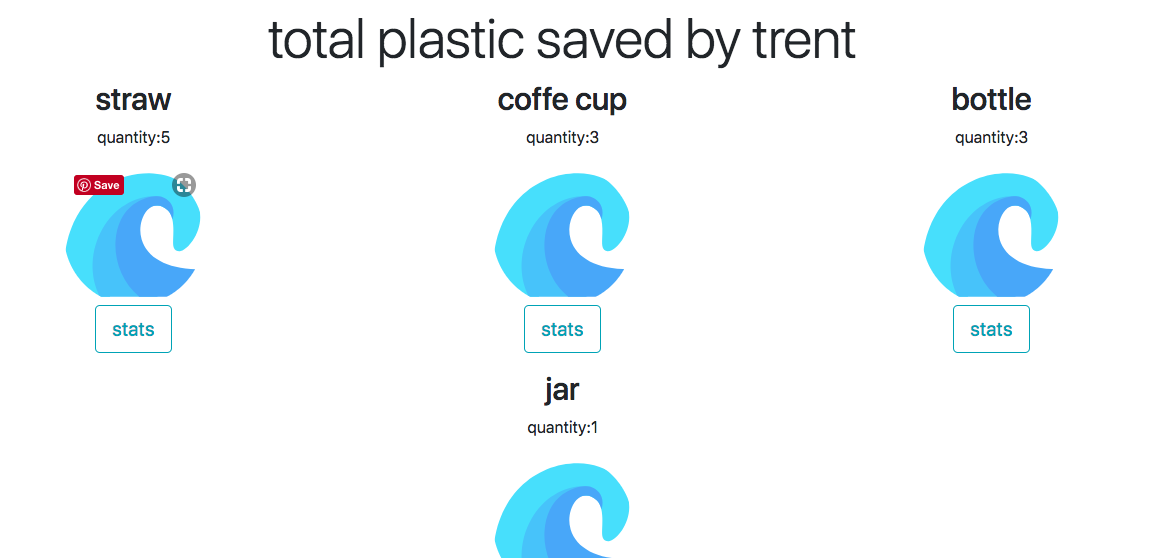 total plastic saved by trent
straw
coffe cup
bottle
quantity:5
quantity:3
quantity:3
Save
stats
stats
stats
jar
quantity:1